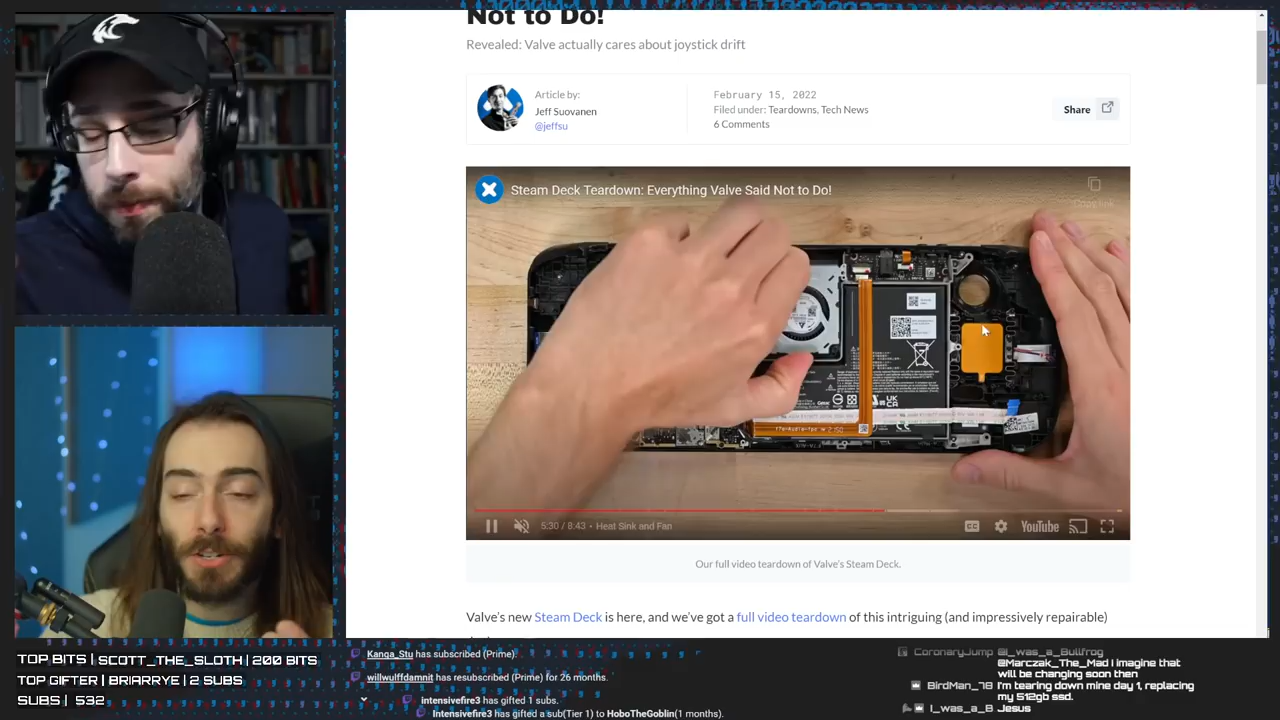 Not to Do!
Revealed: Valve actually cares about joystick drift
Article by:
Jeff Suovanen
@jeffsu
February 15, 2022
Filed under: Teardowns, Tech News
6 Comments
Share
Steam Deck Teardown: Everything Valve Said Not to Do!
Copy link
UK
CA
5:30 / 8:43 • Heat Sink and Fan
CC
YouTube
Our full video teardown of Valve's Steam Deck.
Valve's new Steam Deck is here, and we've got a full video teardown of this intriguing (and impressively repairable)
TOP BITS | SCOTT_THE_SLOTH | 200 BITS
TOP GIFTER | BRIARRYE | 2 SUBS
SUBS | 532
Kanga_Stu has subscribed (Prime).
willwulffdamnit has resubscribed (Prime) for 26 months.
intensivefire3 has gifted 1 subs.
Intensivefire3 has gifted a sub(Tier 1) to HoboTheGoblin(1 months).
CoronaryJump @I_was_a_Bullfrog
@Marczak_The_Mad I imagine that
will be changing soon then
BirdMan_78 I'm tearing down mine day 1, replacing
my 512gb ssd.
I_was_a_B Jesus